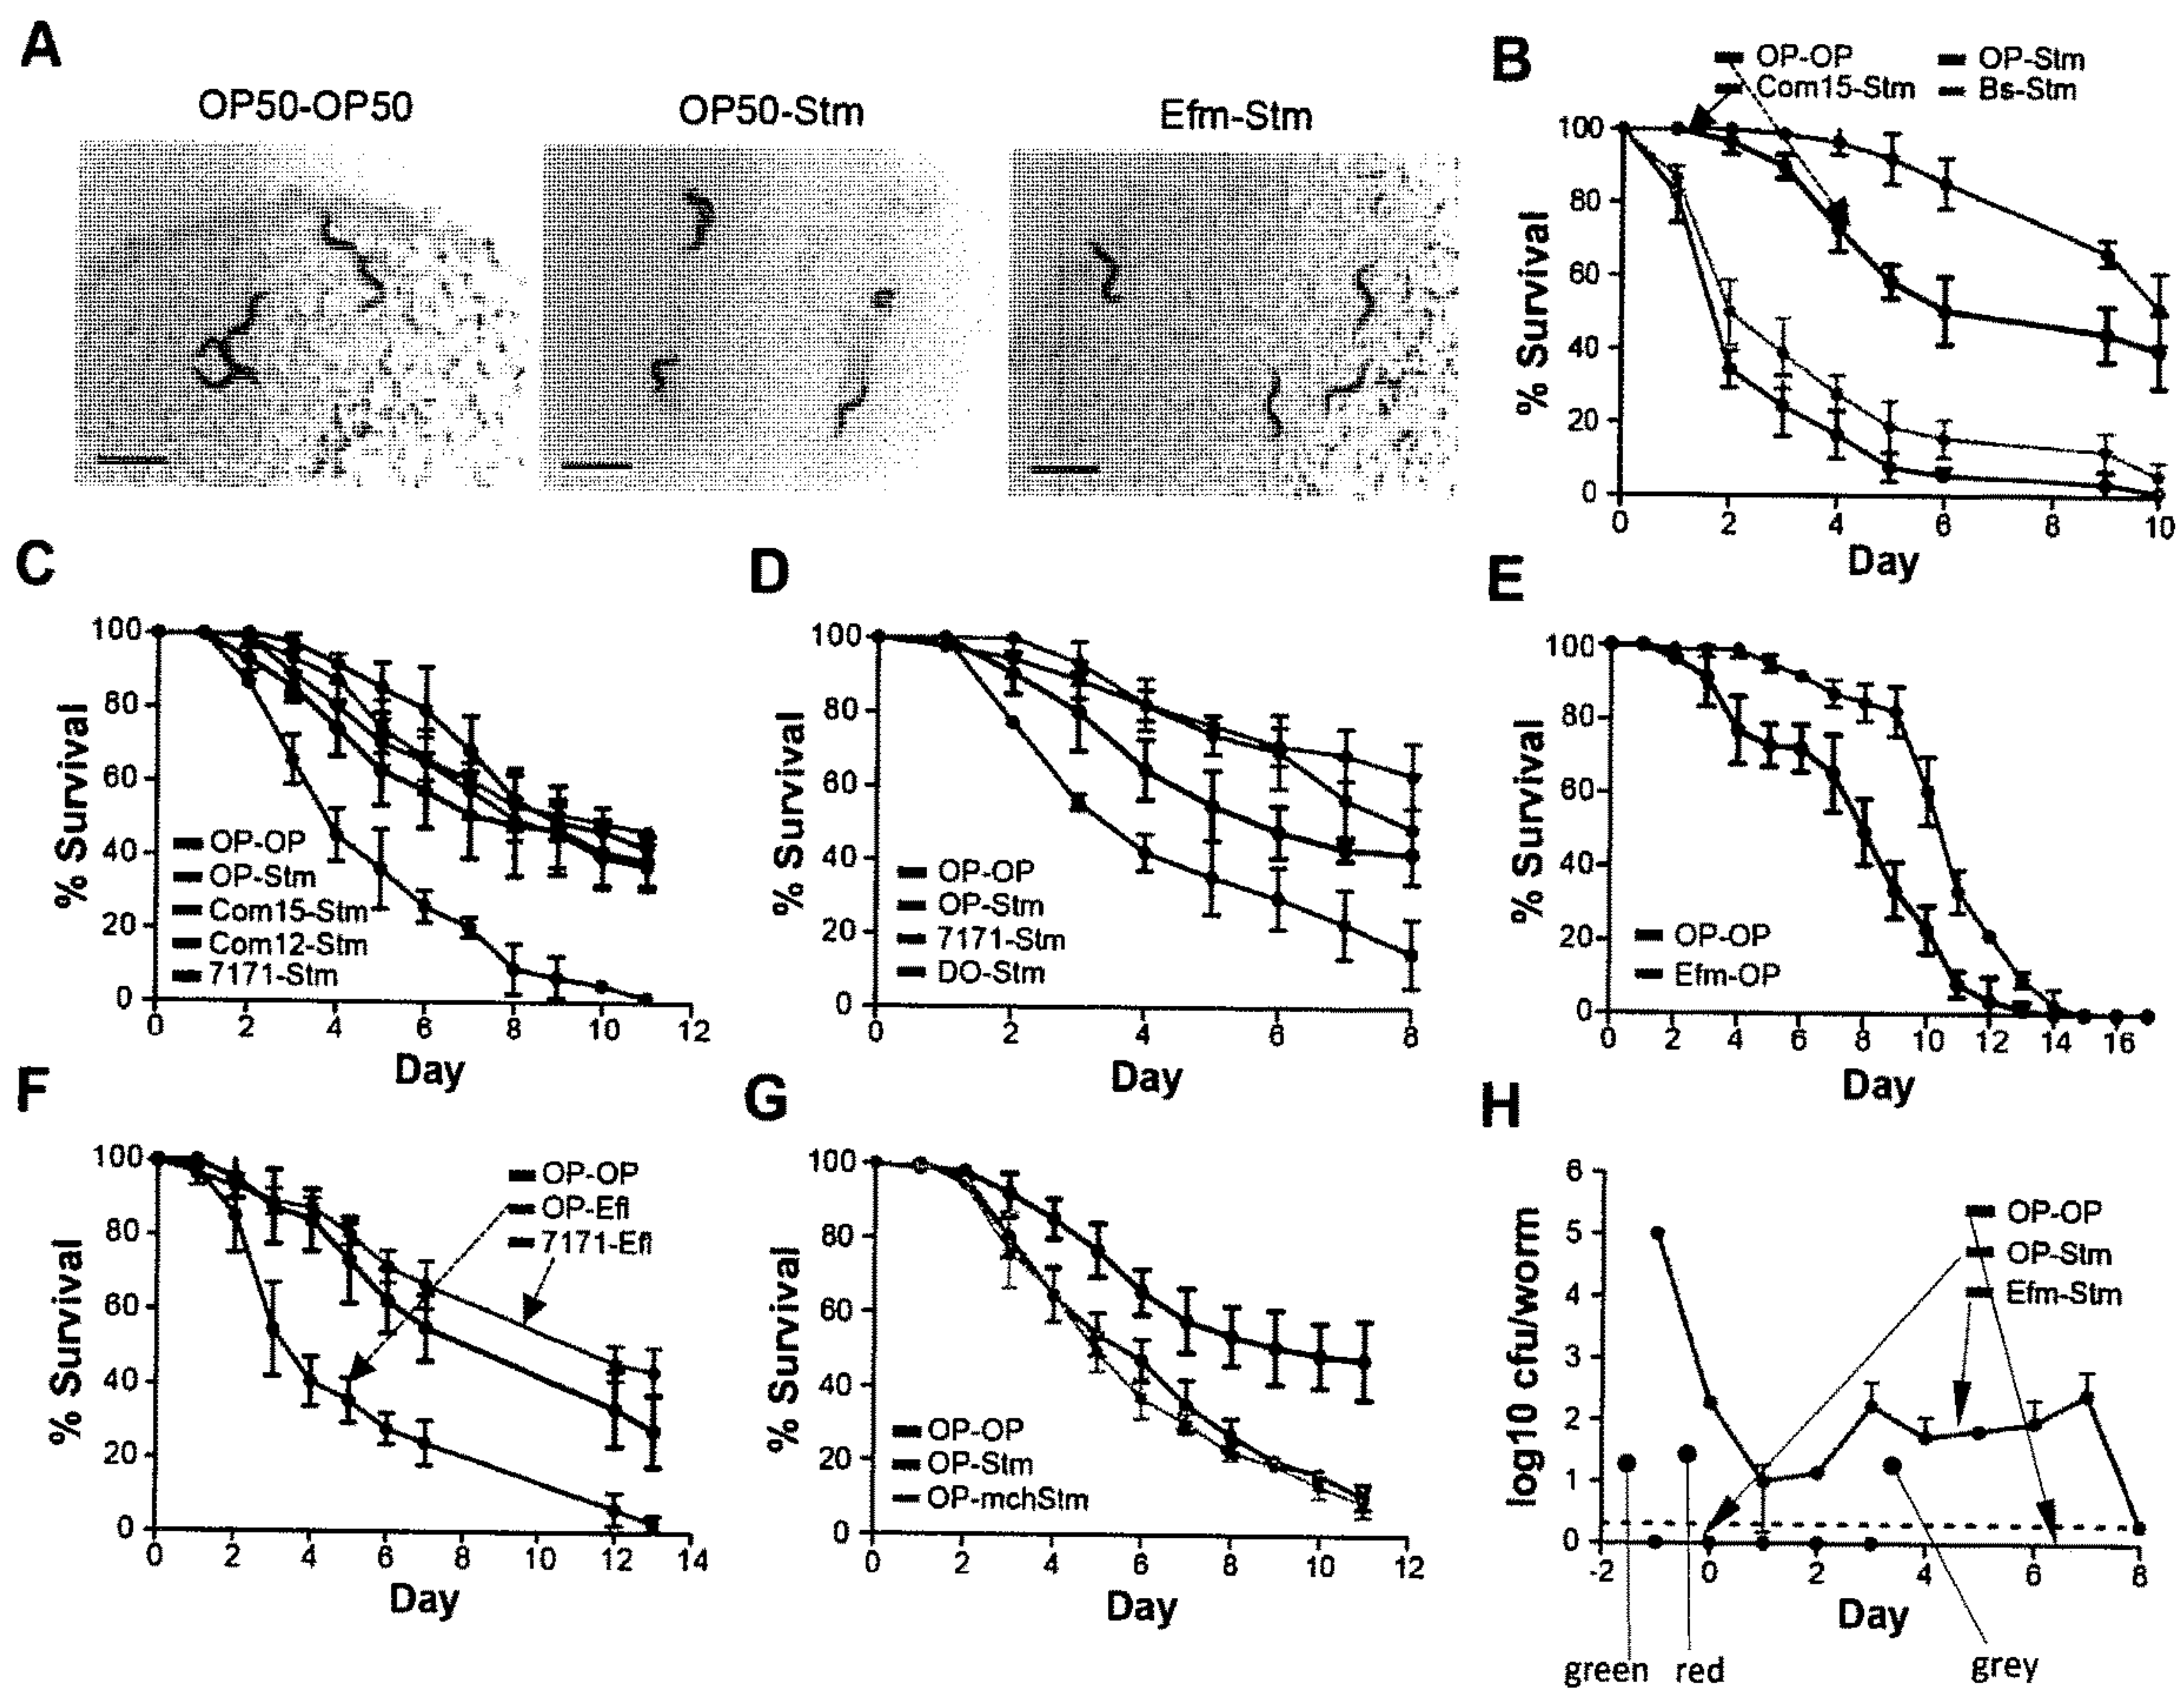 A
OP50-OP50
OP50-Stm
Efm-Stm
B
OP-OP
OP-Stm
Com15-Stm
Bs-Stm
100
80
60
40
20
0
% Survival
0 2 4 6 8 10
Day
C
100
80
60
40
20
0
% Survival
OP-OP
OP-Stm
Com15-Stm
Com12-Stm
7171-Stm
0 2 4 6 8 10 12
Day
D
100
80
60
40
20
0
% Survival
OP-OP
OP-Stm
7171-Stm
DO-Stm
0 2 4 6 8
Day
E
100
80
60
40
20
0
% Survival
OP-OP
Efm-OP
0 2 4 6 8 10 12 14 16
Day
F
100
80
60
40
20
0
% Survival
OP-OP
OP-Efl
7171-Efl
0 2 4 6 8 10 12 14
Day
G
100
80
60
40
20
0
% Survival
OP-OP
OP-Stm
OP-mchStm
0 2 4 6 8 10 12
Day
H
6
5
4
3
2
1
0
log10 cfu/worm
OP-OP
OP-Stm
Efm-Stm
-2 0 2 4 6 8
Day
green red grey